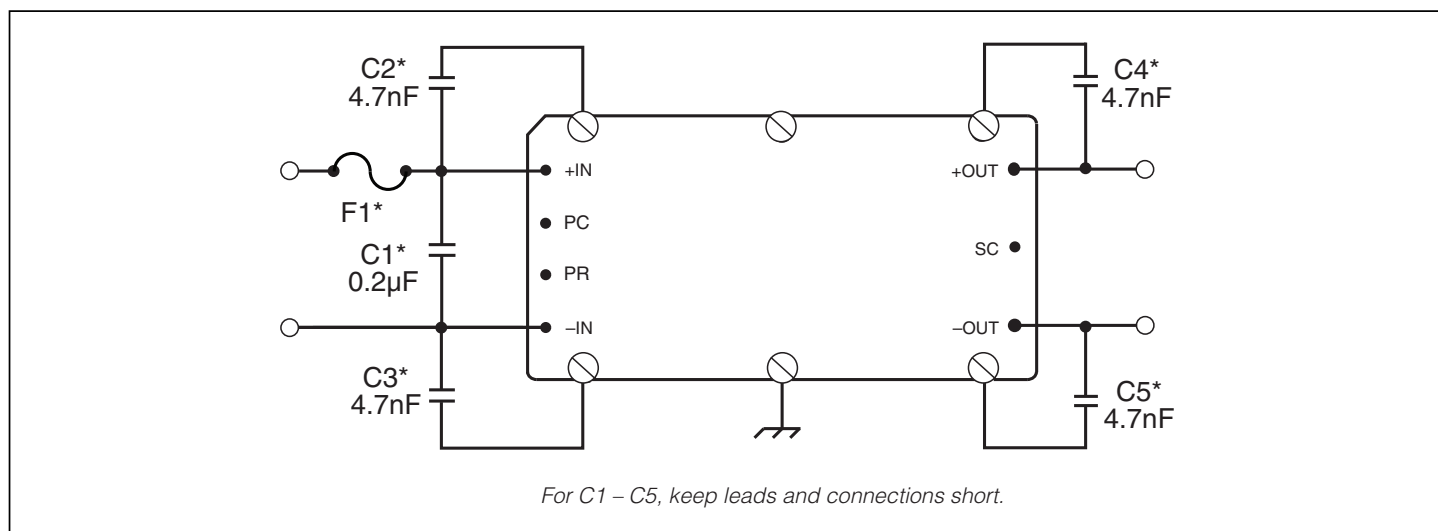 C2*
4.7nF
C4*
4.7nF
+IN
+OUT
F1*
PC
C1*
0.2µF
SC
PR
–IN
–OUT
C3*
4.7nF
C5*
4.7nF
For C1 – C5, keep leads and connections short.